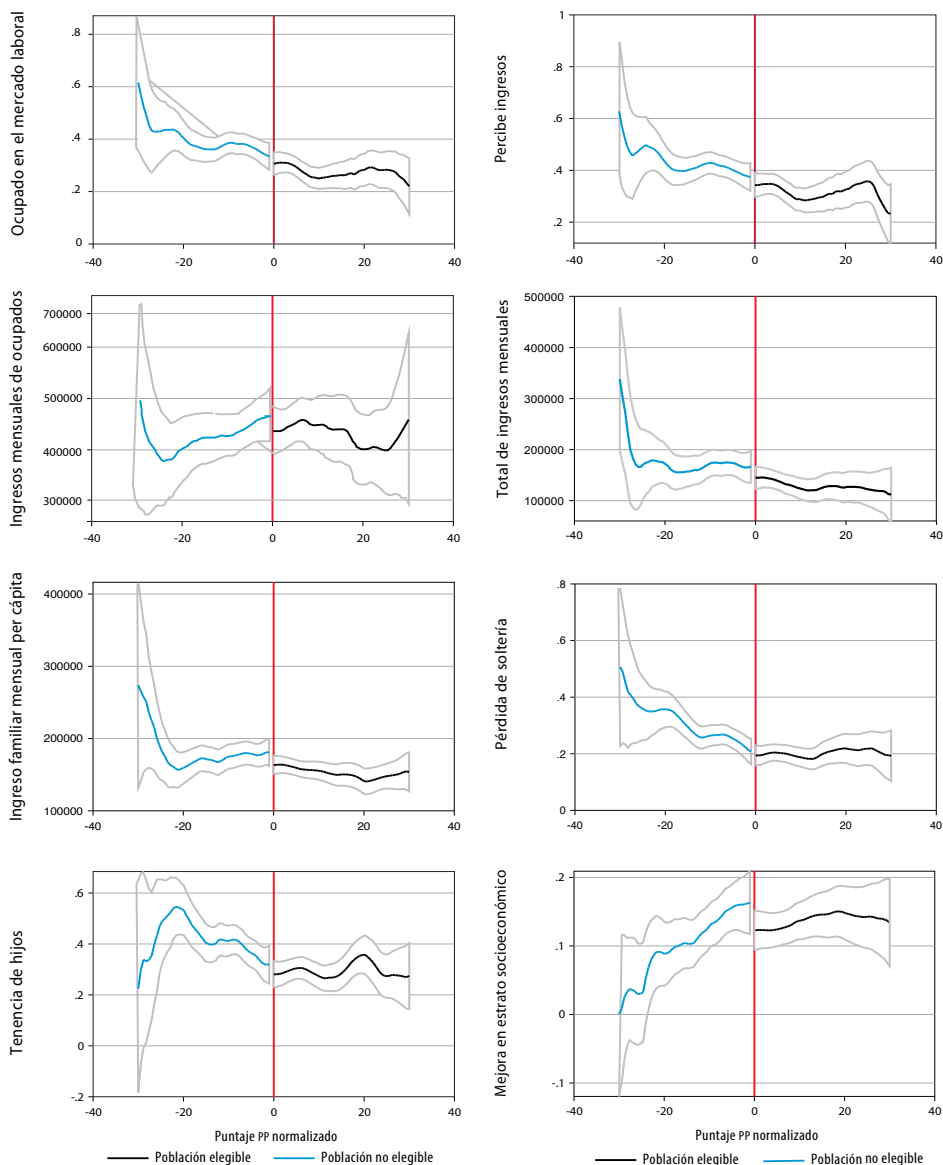 Ocupado en el mercado laboral
.8
.6
.4
.2
0
-40 -20 0 20 40
Percibe ingresos
1
.8
.6
.4
.2
-40 -20 0 20 40
Ingresos mensuales de ocupados
700000
600000
500000
400000
300000
-40 -20 0 20 40
Total de ingresos mensuales
500000
400000
300000
200000
100000
-40 -20 0 20 40
Ingreso familiar mensual per cápita
400000
300000
200000
100000
-40 -20 0 20 40
Pérdida de soltería
.8
.6
.4
.2
0
-40 -20 0 20 40
Tenencia de hijos
.6
.4
.2
0
-.2
-40 -20 0 20 40
Puntaje PP normalizado
Población elegible Población no elegible
Mejora en estrato socioeconómico
.2
.1
0
-.1
-40 -20 0 20 40
Puntaje PP normalizado
Población elegible Población no elegible